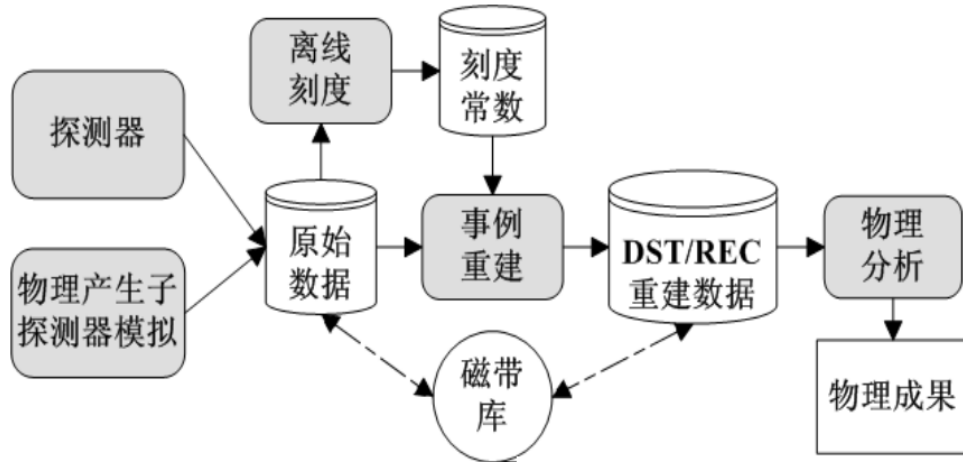 离线
刻度
刻度
常数
探测器
原始
数据
事例
重建
DST/REC
重建数据
物理
分析
物理产生子
探测器模拟
磁带
库
物理成果